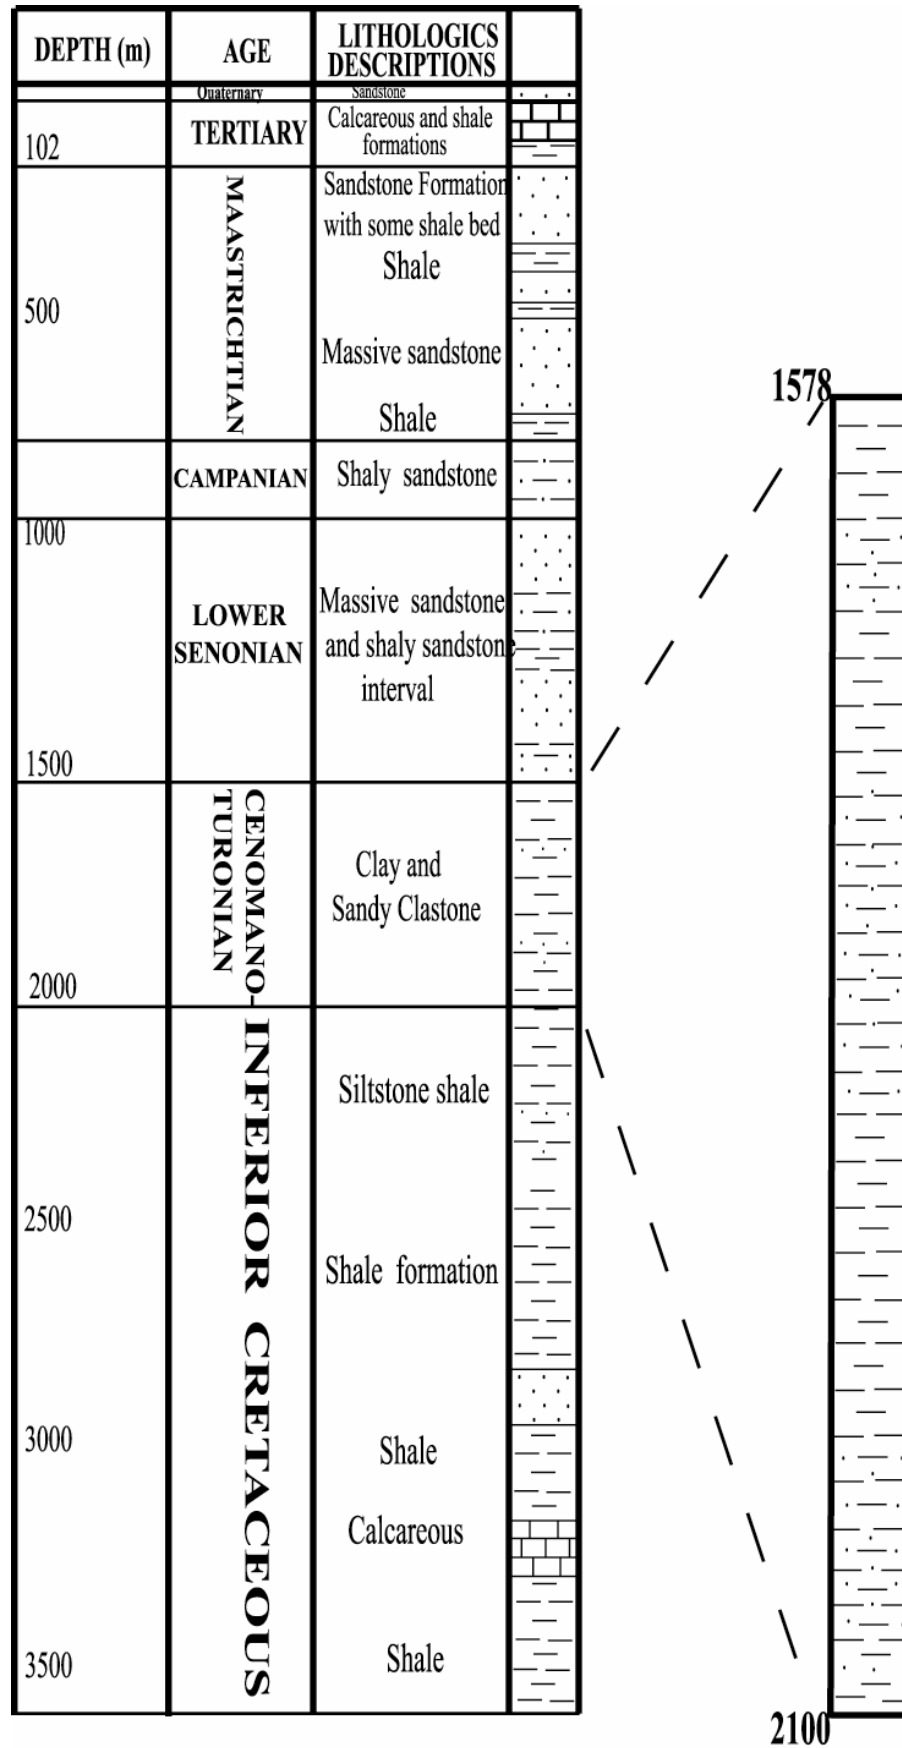 DEPTH (m)
AGE
LITHOLOGICS
DESCRIPTIONS
Quaternary
Sandstone
102
TERTIARY
Calcareous and shale
formations
MAASTRICHTIAN
Sandstone Formation
with some shale bed
Shale
500
Massive sandstone
Shale
CAMPANIAN
Shaly sandstone
1000
LOWER
SENONIAN
Massive sandstone
and shaly sandstone
interval
1500
CENOMANO-
TURONIAN
Clay and
Sandy Clastone
2000
INFERIOR CRETACEOUS
Siltstone shale
2500
Shale formation
3000
Shale
Calcareous
3500
Shale
1578
2100